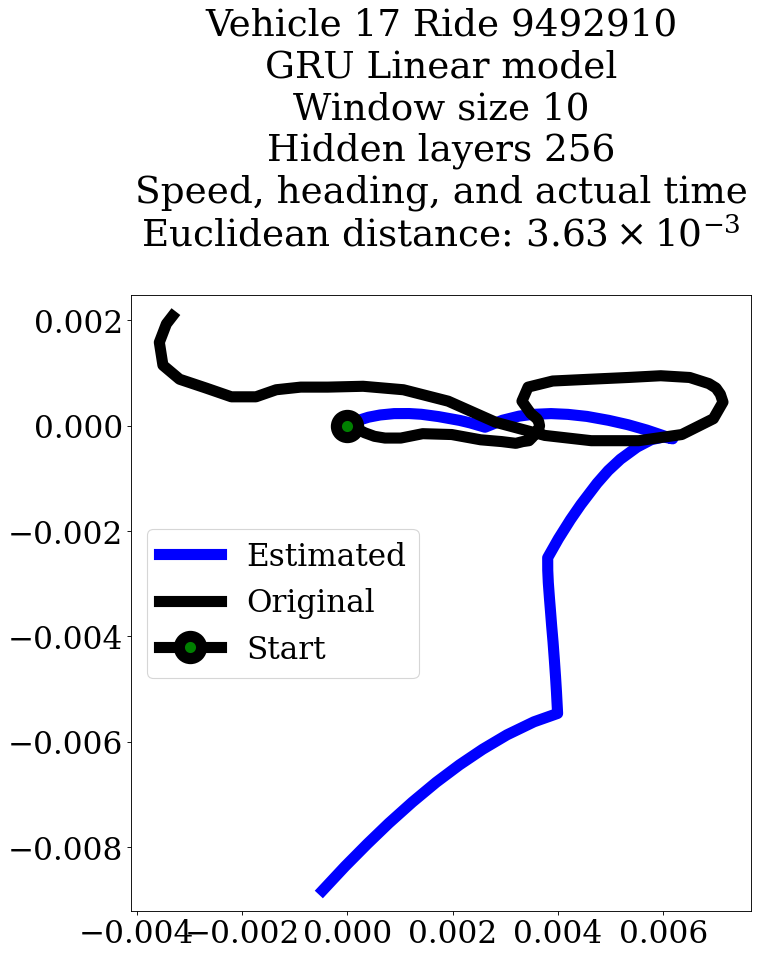 Vehicle 17 Ride 9492910
GRU Linear model
Window size 10
Hidden layers 256
Speed, heading, and actual time
Euclidean distance: 3.63 × 10⁻³
0.002
0.000
−0.002
−0.004
−0.006
−0.008
Estimated
Original
Start
−0.004 −0.002 0.000 0.002 0.004 0.006